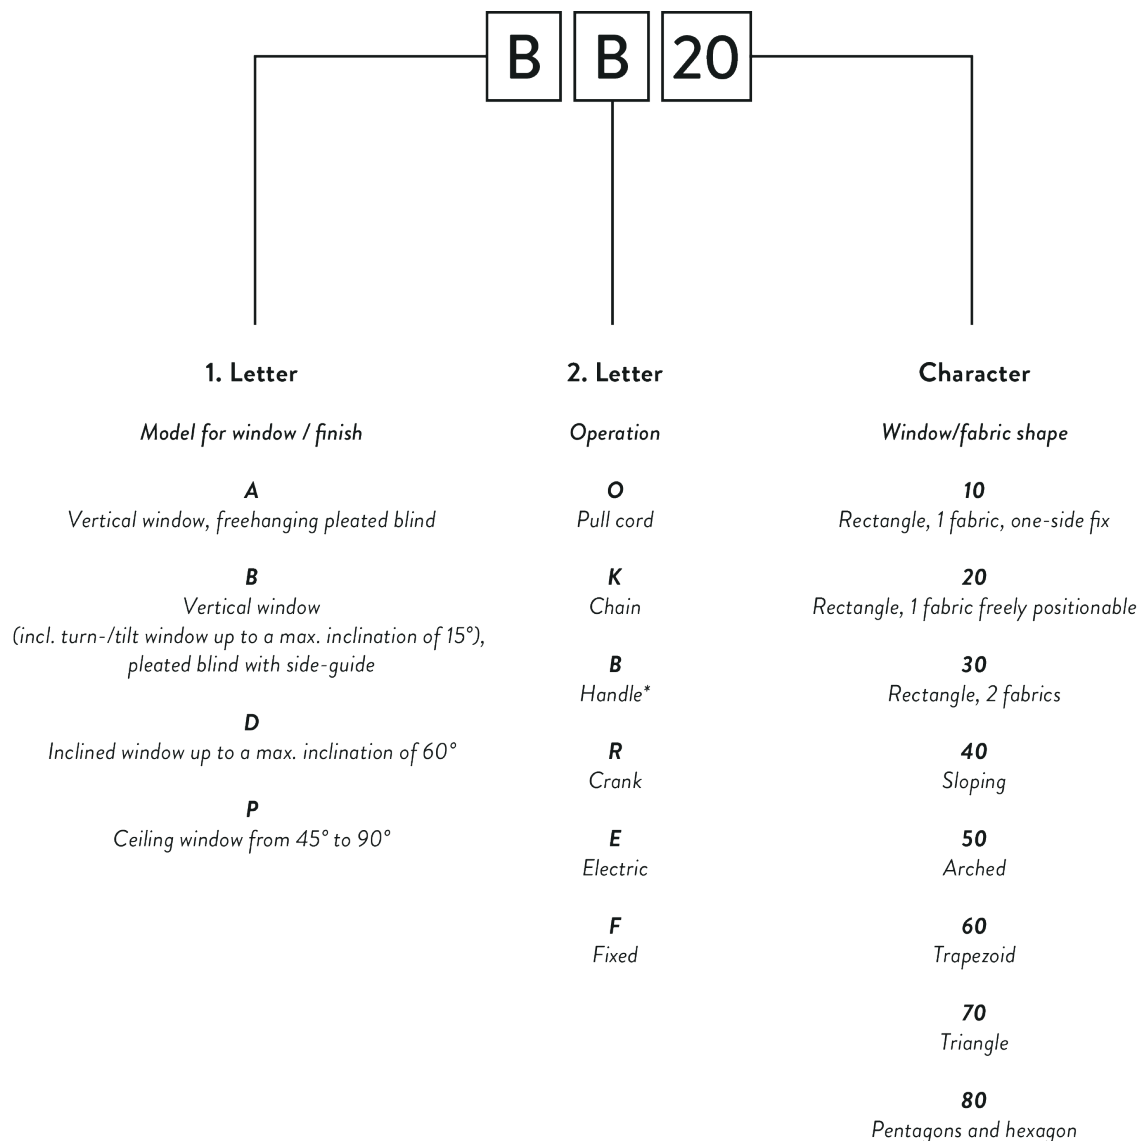 B B 20
1. Letter
Model for window / finish
A
Vertical window, freehanging pleated blind
B
Vertical window
(incl. turn-/tilt window up to a max. inclination of 15°),
pleated blind with side-guide
D
Inclined window up to a max. inclination of 60°
P
Ceiling window from 45° to 90°
2. Letter
Operation
O
Pull cord
K
Chain
B
Handle*
R
Crank
E
Electric
F
Fixed
Character
Window/fabric shape
10
Rectangle, 1 fabric, one-side fix
20
Rectangle, 1 fabric freely positionable
30
Rectangle, 2 fabrics
40
Sloping
50
Arched
60
Trapezoid
70
Triangle
80
Pentagons and hexagon